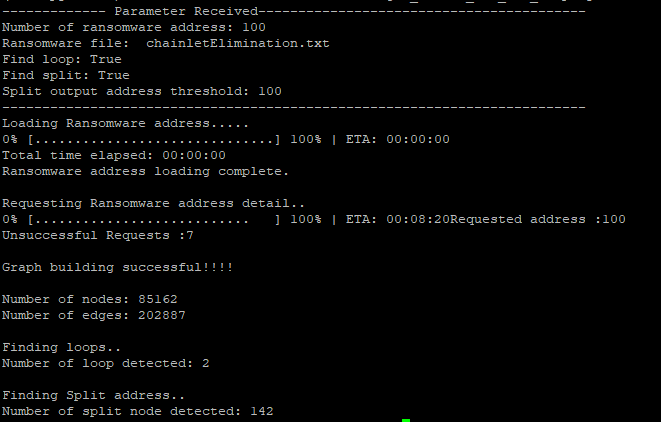 ------------- Parameter Received-----------------------------------------
Number of ransomware address: 100
Ransomware file:  chainletElimination.txt
Find loop: True
Find split: True
Split output address threshold: 100
-------------------------------------------------------------------------
Loading Ransomware address.....
0% [..............................] 100% | ETA: 00:00:00
Total time elapsed: 00:00:00
Ransomware address loading complete.
Requesting Ransomware address detail..
0% [...........................   ] 100% | ETA: 00:08:20Requested address :100
Unsuccessful Requests :7
Graph building successful!!!!
Number of nodes: 85162
Number of edges: 202887
Finding loops..
Number of loop detected: 2
Finding Split address..
Number of split node detected: 142